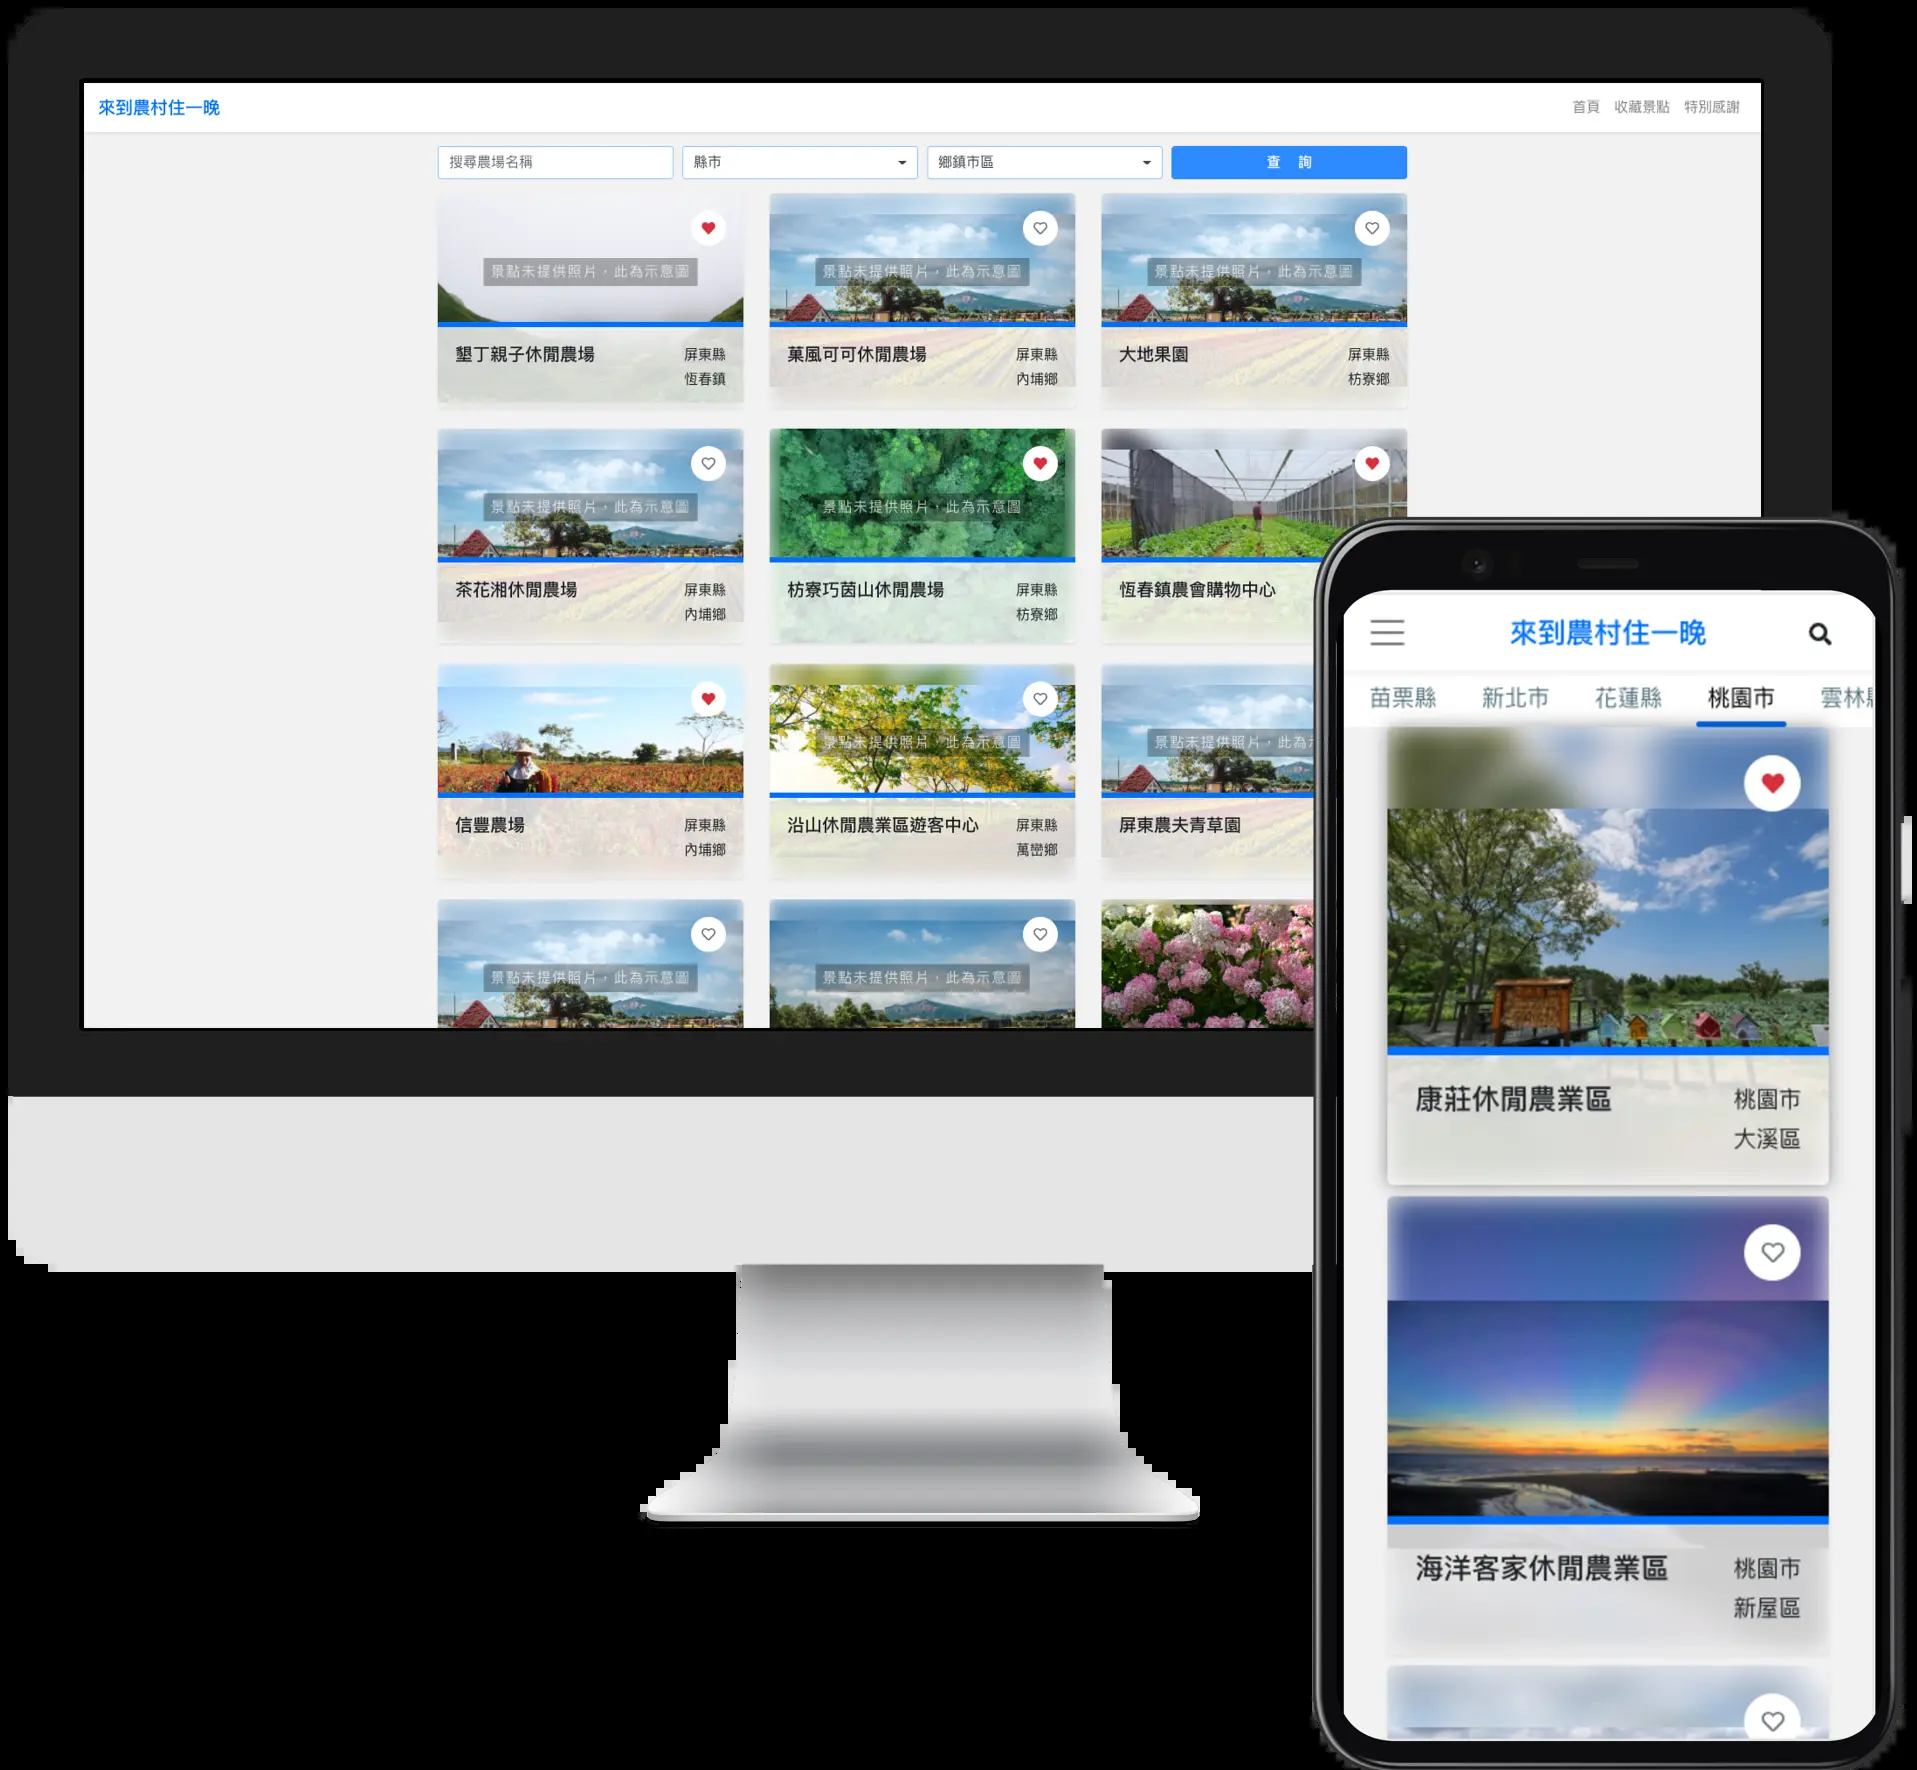 來到農村住一晚
首頁 收藏景點 特別感謝
搜尋農場名稱 縣市 鄉鎮市區 查 詢
景點未提供照片，此為示意圖
墾丁親子休閒農場 屏東縣
恆春鎮
景點未提供照片，此為示意圖
菓風可可休閒農場 屏東縣
內埔鄉
景點未提供照片，此為示意圖
大地果園 屏東縣
枋寮鄉
景點未提供照片，此為示意圖
茶花湘休閒農場 屏東縣
內埔鄉
景點未提供照片，此為示意圖
枋寮巧茵山休閒農場 屏東縣
枋寮鄉
恆春鎮農會購物中心
信豐農場 屏東縣
內埔鄉
景點未提供照片，此為示意圖
沿山休閒農業區遊客中心 屏東縣
萬巒鄉
景點未提供照片，此為
屏東農夫青草園
景點未提供照片，此為示意圖
景點未提供照片，此為示意圖
來到農村住一晚
苗栗縣 新北市 花蓮縣 桃園市 雲林縣
康莊休閒農業區 桃園市
大溪區
海洋客家休閒農業區 桃園市
新屋區